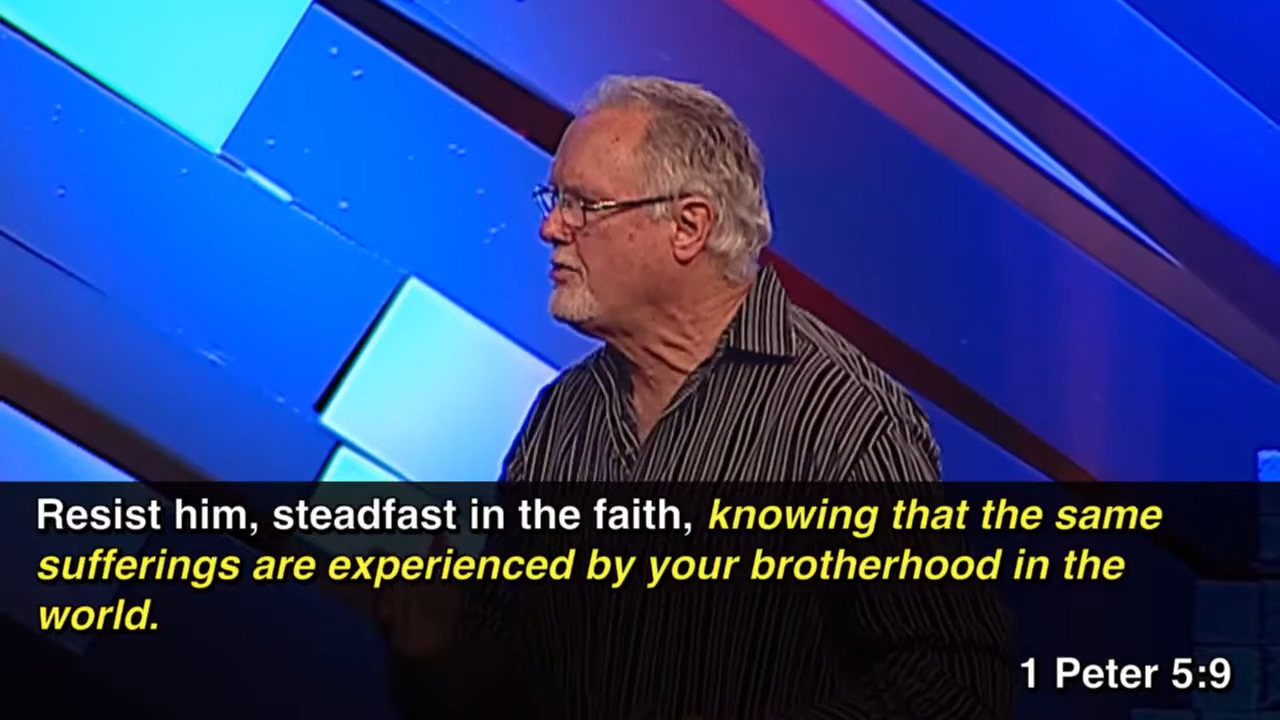 Resist him, steadfast in the faith, knowing that the same
sufferings are experienced by your brotherhood in the
world.
1 Peter 5:9